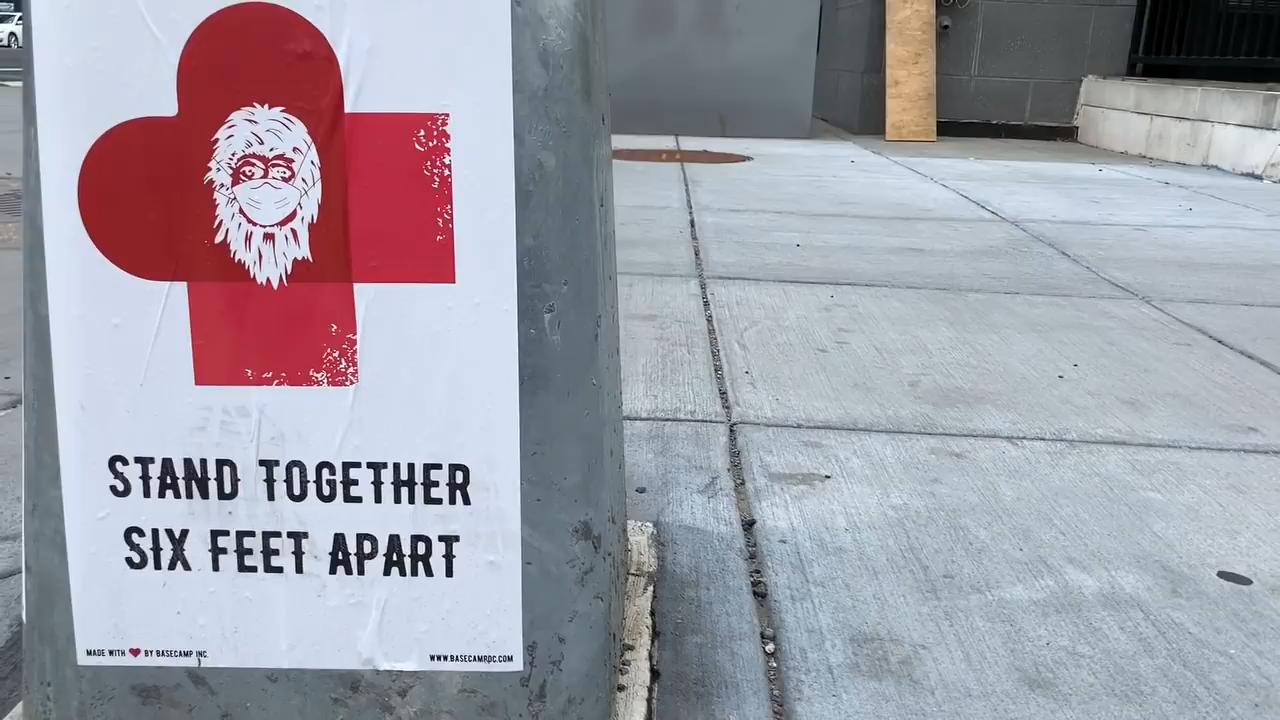 STAND TOGETHER
SIX FEET APART
MADE WITH ❤ BY BASECAMP INC.
WWW.BASECAMPDC.COM